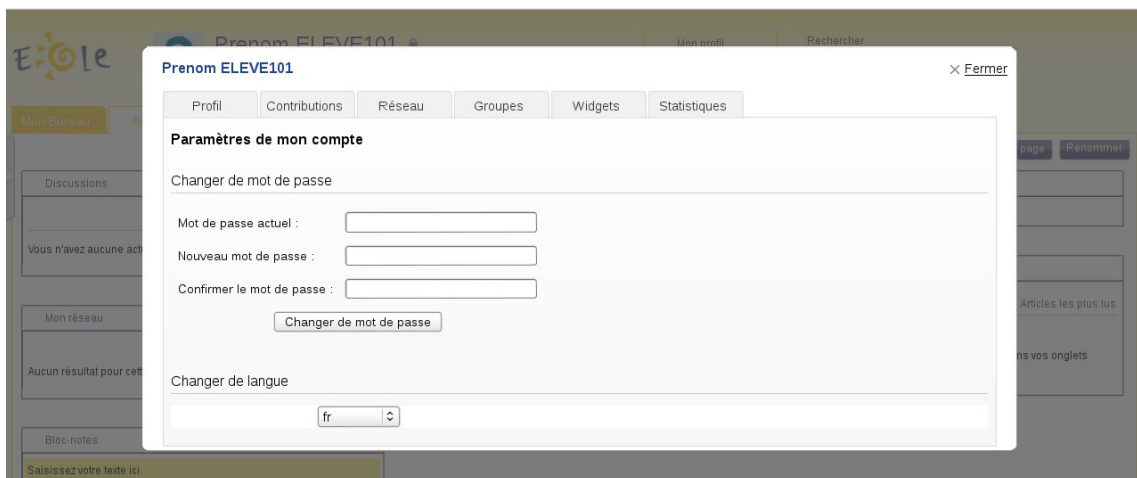 Eole
Prenom ELEVE101
Mon profil
Rechercher
Prenom ELEVE101
× Fermer
Mon Bureau
Profil
Contributions
Réseau
Groupes
Widgets
Statistiques
Paramètres de mon compte
page
Renommer
Changer de mot de passe
Discussions
Mot de passe actuel :
Vous n'avez aucune act
Nouveau mot de passe :
Confirmer le mot de passe :
Articles les plus lus
Mon réseau
Changer de mot de passe
ns vos onglets
Aucun résultat pour cett
Changer de langue
fr
Bloc-notes
Saisissez votre texte ici.